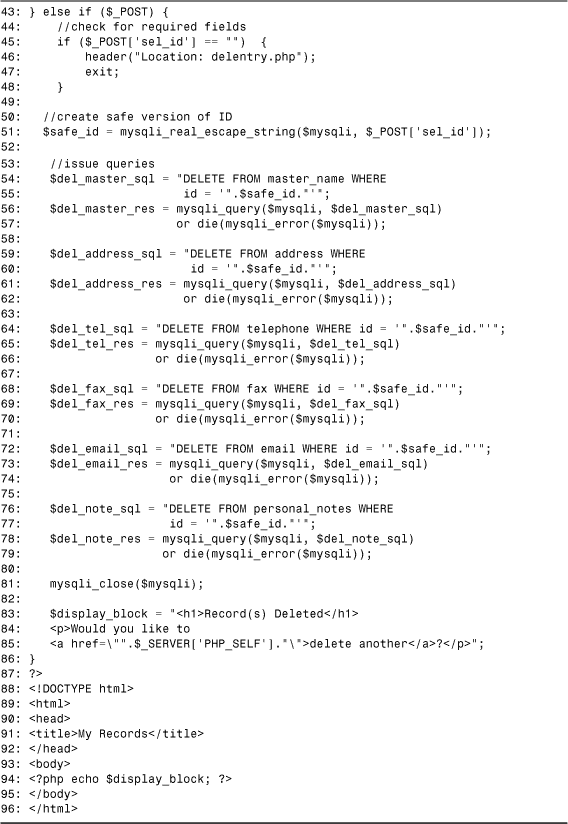 43: } else if ($_POST) {
44:     //check for required fields
45:     if ($_POST['sel_id'] == "")  {
46:         header("Location: delentry.php");
47:         exit;
48:     }
49:
50:   //create safe version of ID
51:   $safe_id = mysqli_real_escape_string($mysqli, $_POST['sel_id']);
52:
53:    //issue queries
54:    $del_master_sql = "DELETE FROM master_name WHERE
55:                       id = '".$safe_id."'";
56:    $del_master_res = mysqli_query($mysqli, $del_master_sql)
57:                      or die(mysqli_error($mysqli));
58:
59:    $del_address_sql = "DELETE FROM address WHERE
60:                        id = '".$safe_id."'";
61:    $del_address_res = mysqli_query($mysqli, $del_address_sql)
62:                       or die(mysqli_error($mysqli));
63:
64:    $del_tel_sql = "DELETE FROM telephone WHERE id = '".$safe_id."'";
65:    $del_tel_res = mysqli_query($mysqli, $del_tel_sql)
66:                   or die(mysqli_error($mysqli));
67:
68:    $del_fax_sql = "DELETE FROM fax WHERE id = '".$safe_id."'";
69:    $del_fax_res = mysqli_query($mysqli, $del_fax_sql)
70:                   or die(mysqli_error($mysqli));
71:
72:    $del_email_sql = "DELETE FROM email WHERE id = '".$safe_id."'";
73:    $del_email_res = mysqli_query($mysqli, $del_email_sql)
74:                     or die(mysqli_error($mysqli));
75:
76:    $del_note_sql = "DELETE FROM personal_notes WHERE
77:                     id = '".$safe_id."'";
78:    $del_note_res = mysqli_query($mysqli, $del_note_sql)
79:                    or die(mysqli_error($mysqli));
80:
81:    mysqli_close($mysqli);
82:
83:    $display_block = "<h1>Record(s) Deleted</h1>
84:    <p>Would you like to
85:    <a href=\"".$_SERVER['PHP_SELF']."\">delete another</a>?</p>";
86: }
87: ?>
88: <!DOCTYPE html>
89: <html>
90: <head>
91: <title>My Records</title>
92: </head>
93: <body>
94: <?php echo $display_block; ?>
95: </body>
96: </html>